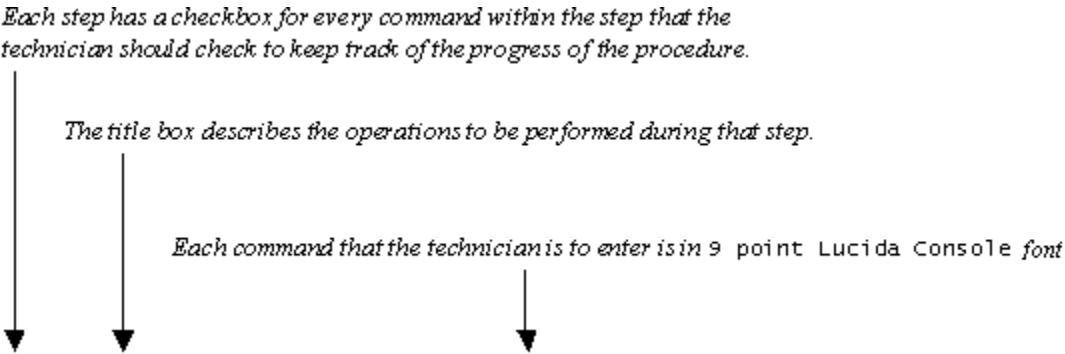 Each step has a checkbox for every command within the step that the
technician should check to keep track of the progress of the procedure.
The title box describes the operations to be performed during that step.
Each command that the technician is to enter is in 9 point Lucida Console font